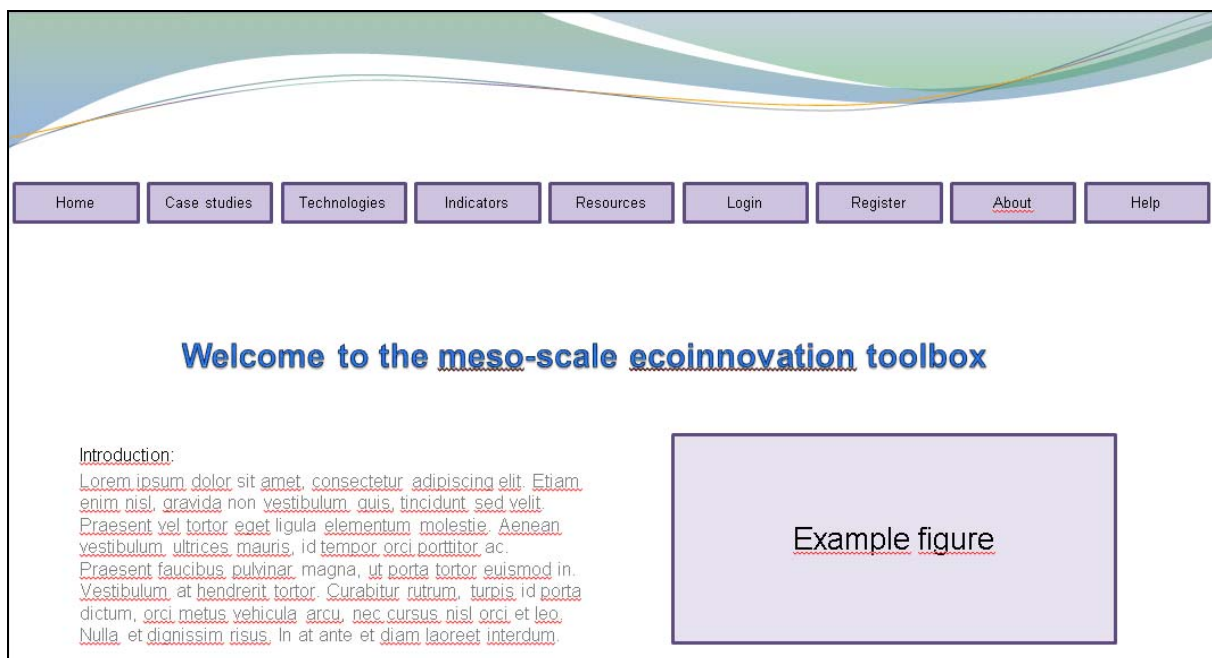 Home Case studies Technologies Indicators Resources Login Register About Help
Welcome to the meso-scale ecoinnovation toolbox
Introduction:
Lorem ipsum dolor sit amet, consectetur adipiscing elit. Etiam
enim nisl, gravida non vestibulum quis, tincidunt sed velit.
Praesent vel tortor eget ligula elementum molestie. Aenean
vestibulum ultrices mauris, id tempor orci porttitor ac.
Praesent faucibus pulvinar magna, ut porta tortor euismod in.
Vestibulum at hendrerit tortor. Curabitur rutrum, turpis id porta
dictum, orci metus vehicula arcu, nec cursus nisl orci et leo.
Nulla et dignissim risus. In at ante et diam laoreet interdum.
Example figure